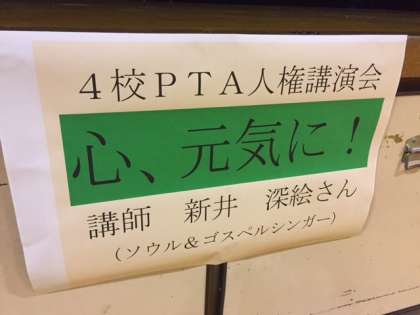 ４校ＰＴＡ人権講演会
心、元気に！
講師　新井　深絵さん
（ソウル＆ゴスペルシンガー）